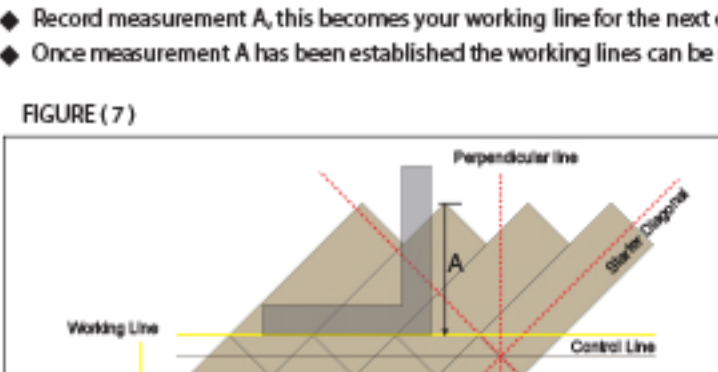 ◆ Record measurement A, this becomes your working line for the next
◆ Once measurement A has been established the working lines can be
FIGURE ( 7 )
Perpendicular line
Starter Diagonal
A
Working Line
Control Line